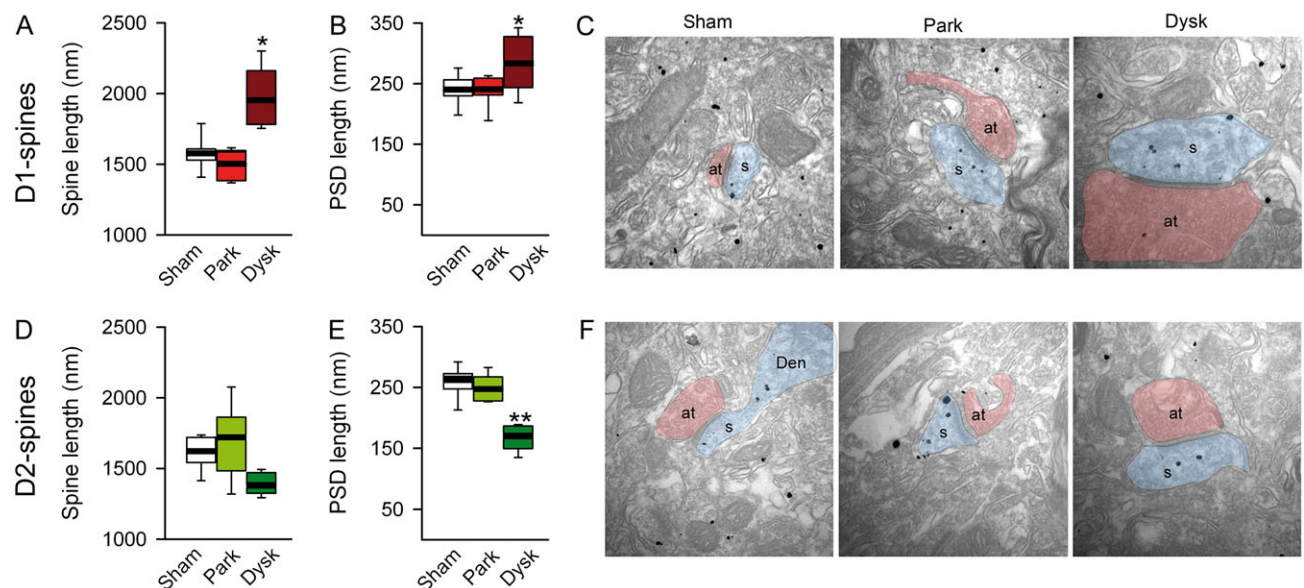 A
D1-spines
Spine length (nm)
2500
2000
1500
1000
*
Sham
Park
Dysk
B
PSD length (nm)
350
250
150
50
*
Sham
Park
Dysk
C
Sham
Park
Dysk
at
s
at
s
s
at
D
D2-spines
Spine length (nm)
2500
2000
1500
1000
Sham
Park
Dysk
E
PSD length (nm)
350
250
150
50
**
Sham
Park
Dysk
F
Den
at
s
at
s
at
s